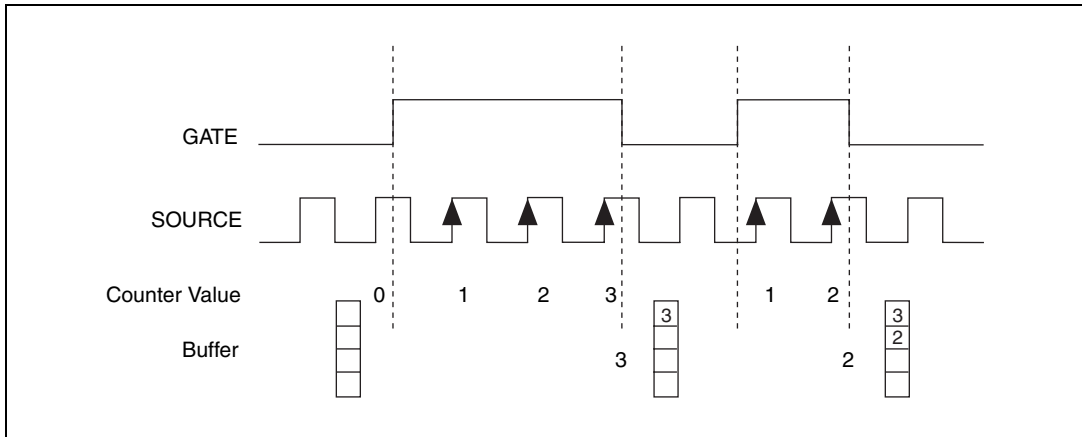 GATE
SOURCE
Counter Value 0 1 2 3 1 2
3 3
2
Buffer 3 2